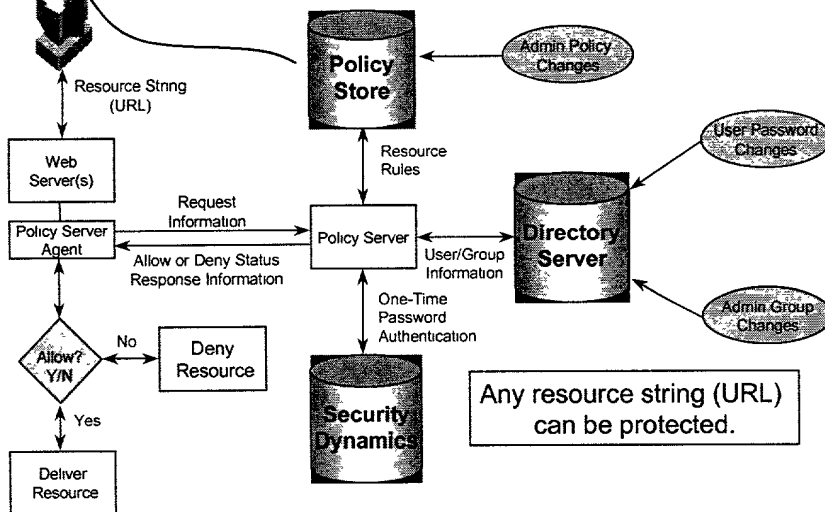 Policy
Store
Admin Policy
Changes
Resource String
(URL)
Web
Server(s)
Resource
Rules
User Password
Changes
Request
Information
Policy Server
Agent
Policy Server
Allow or Deny Status
Response Information
User/Group
Information
Directory
Server
One-Time
Password
Authentication
Admin Group
Changes
Allow?
Y/N
No
Deny
Resource
Yes
Security
Dynamics
Any resource string (URL)
can be protected.
Deliver
Resource